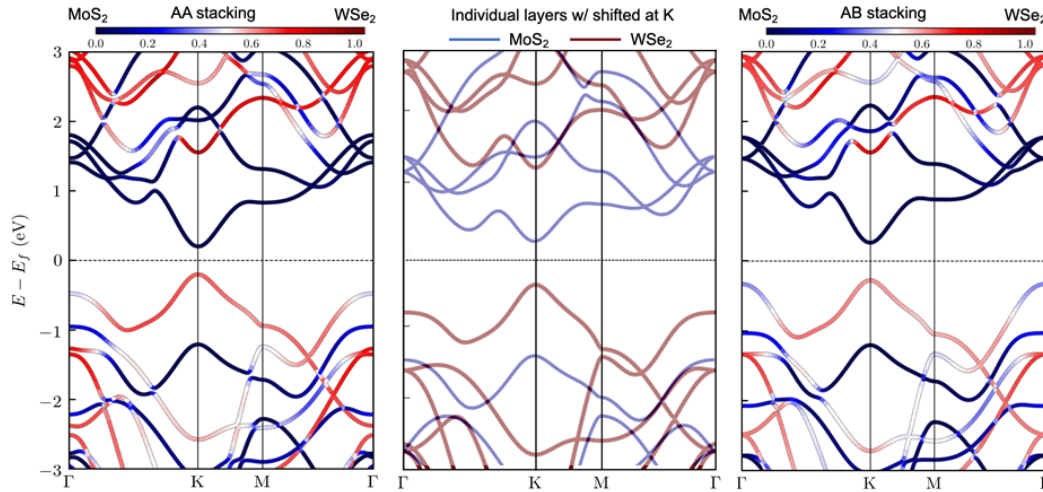 MoS₂ AA stacking WSe₂
0.0 0.2 0.4 0.6 0.8 1.0
Individual layers w/ shifted at K
MoS₂ WSe₂
MoS₂ AB stacking WSe₂
0.0 0.2 0.4 0.6 0.8 1.0
E − E_f (eV)
3
2
1
0
−1
−2
−3
Γ K M Γ
Γ K M Γ
Γ K M